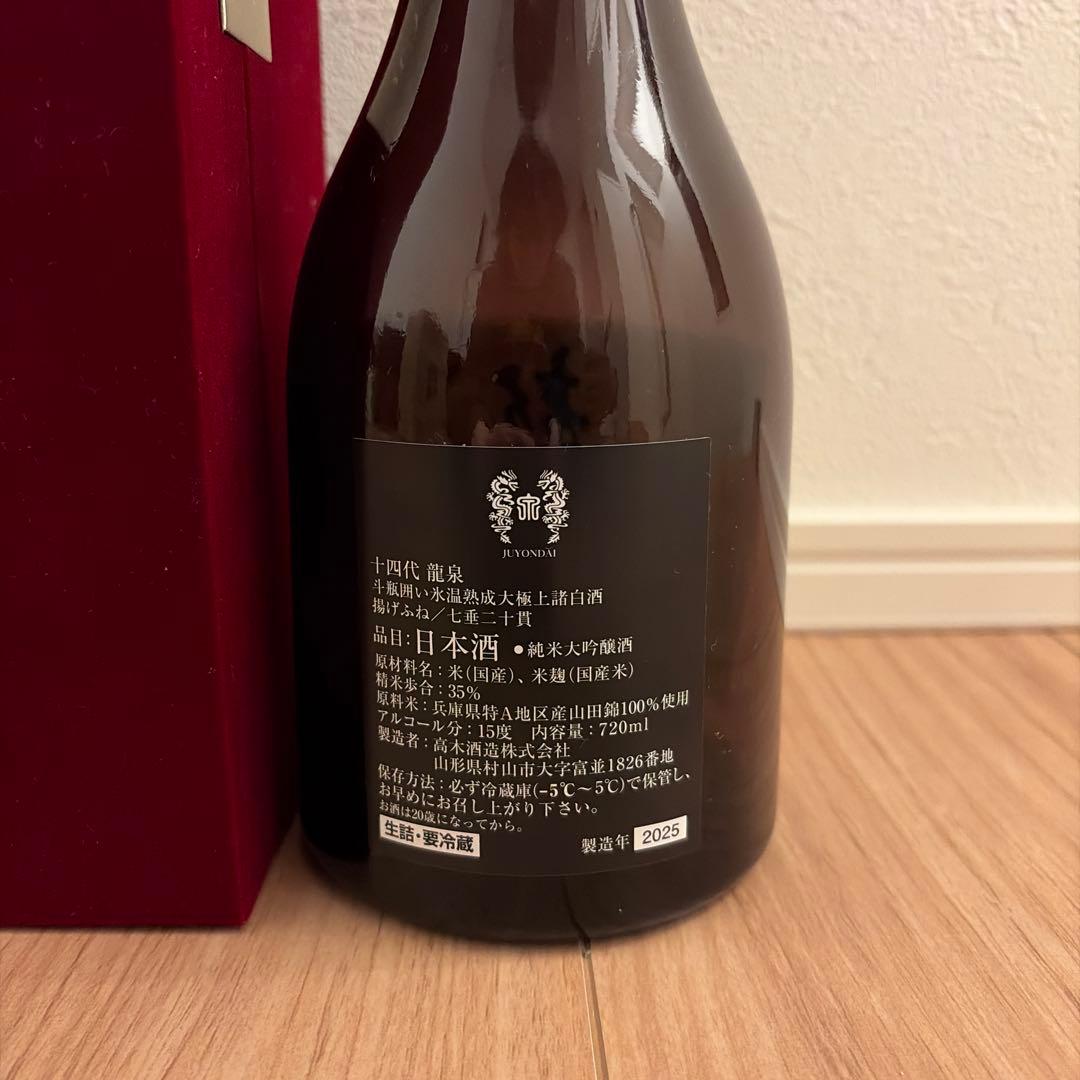 泉
JUYONDAI
十四代 龍泉
斗瓶囲い氷温熟成大極上諸白酒
揚げふね／七垂二十貫
品目：日本酒 ●純米大吟醸酒
原材料名：米（国産）、米麹（国産米）
精米歩合：35%
原料米：兵庫県特A地区産山田錦100%使用
アルコール分：15度 内容量：720ml
製造者：高木酒造株式会社
山形県村山市大字富並1826番地
保存方法：必ず冷蔵庫（-5℃～5℃）で保管し、
お早めにお召し上がり下さい。
お酒は20歳になってから。
生詰・要冷蔵
製造年 2025